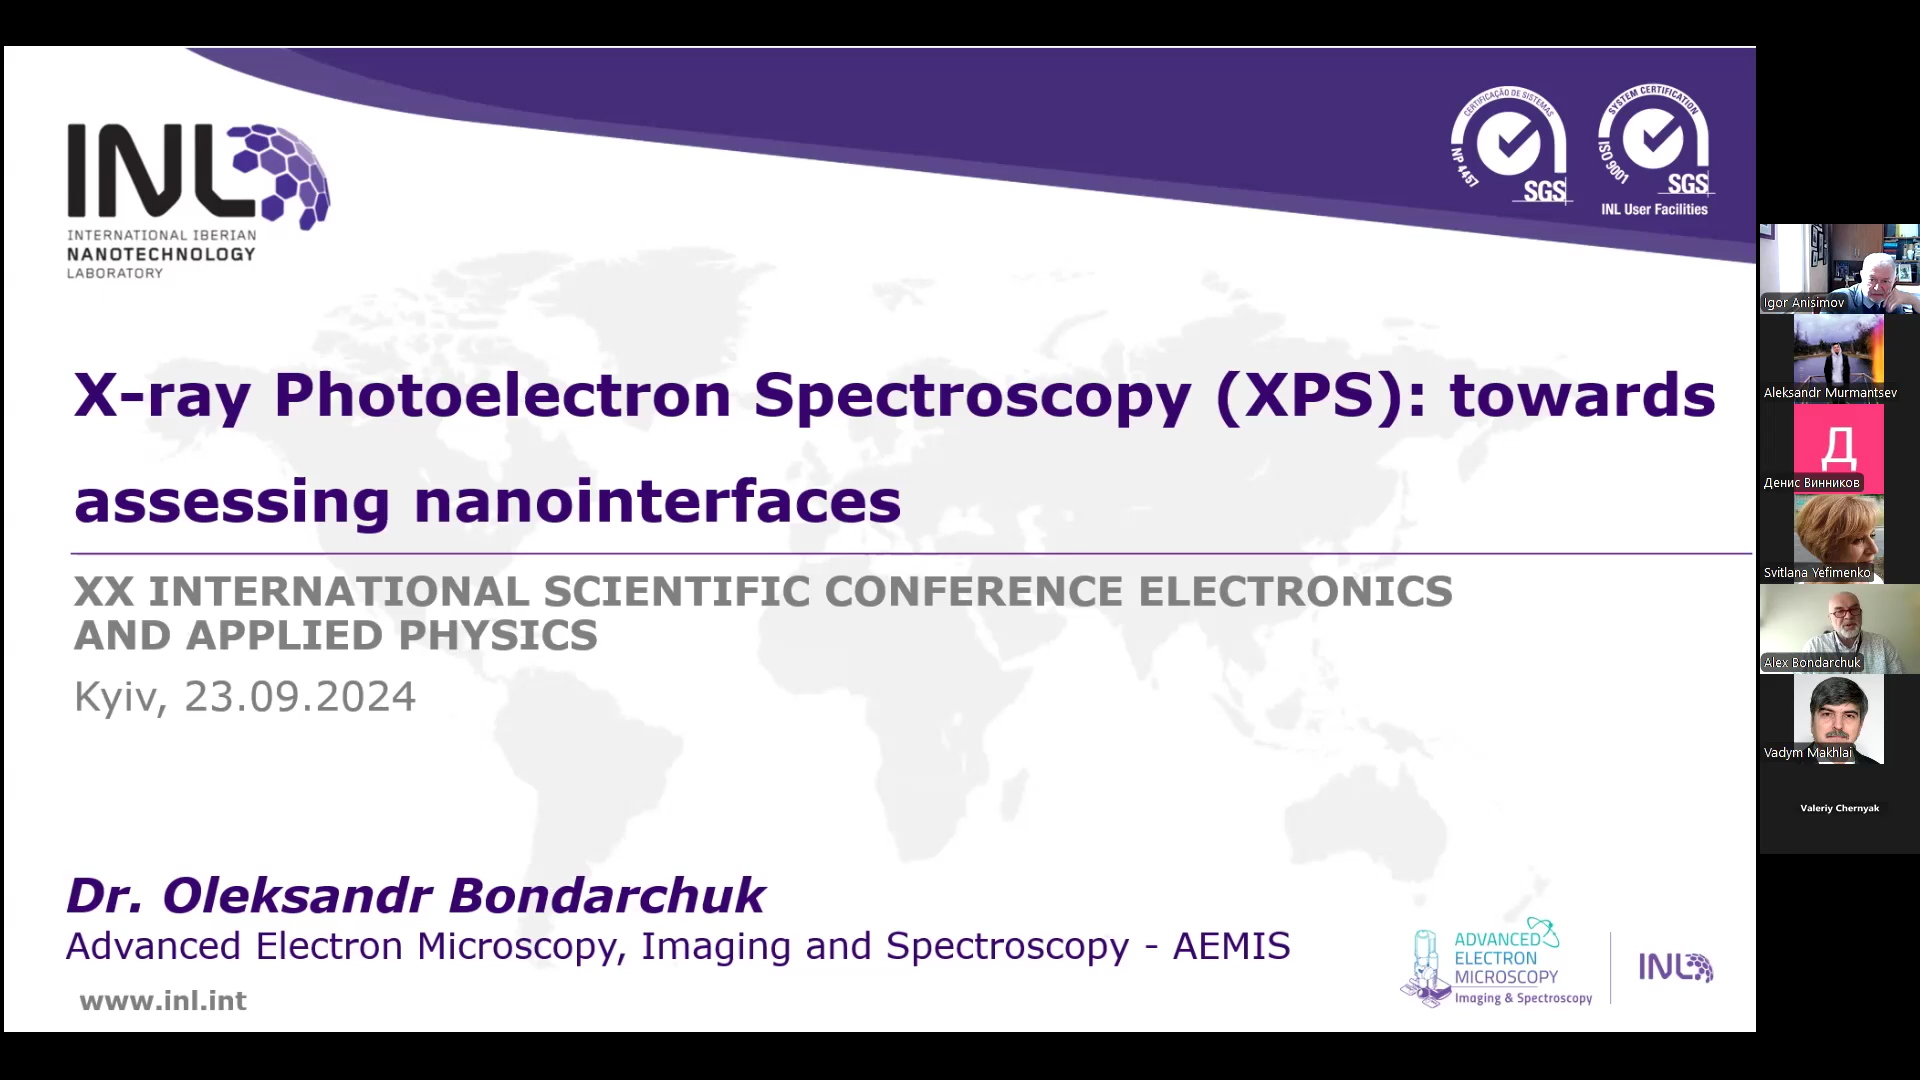 INL
INTERNATIONAL IBERIAN
NANOTECHNOLOGY
LABORATORY
CERTIFICAÇÃO DE SISTEMAS
NP 4457
SGS
SYSTEM CERTIFICATION
ISO 9001
SGS
INL User Facilities
X-ray Photoelectron Spectroscopy (XPS): towards
assessing nanointerfaces
XX INTERNATIONAL SCIENTIFIC CONFERENCE ELECTRONICS
AND APPLIED PHYSICS
Kyiv, 23.09.2024
Dr. Oleksandr Bondarchuk
Advanced Electron Microscopy, Imaging and Spectroscopy - AEMIS
www.inl.int
ADVANCED
ELECTRON
MICROSCOPY
Imaging & Spectroscopy
INL
Igor Anisimov
Aleksandr Murmantsev
Д
Денис Винников
Svitlana Yefimenko
Alex Bondarchuk
Vadym Makhlai
Valeriy Chernyak